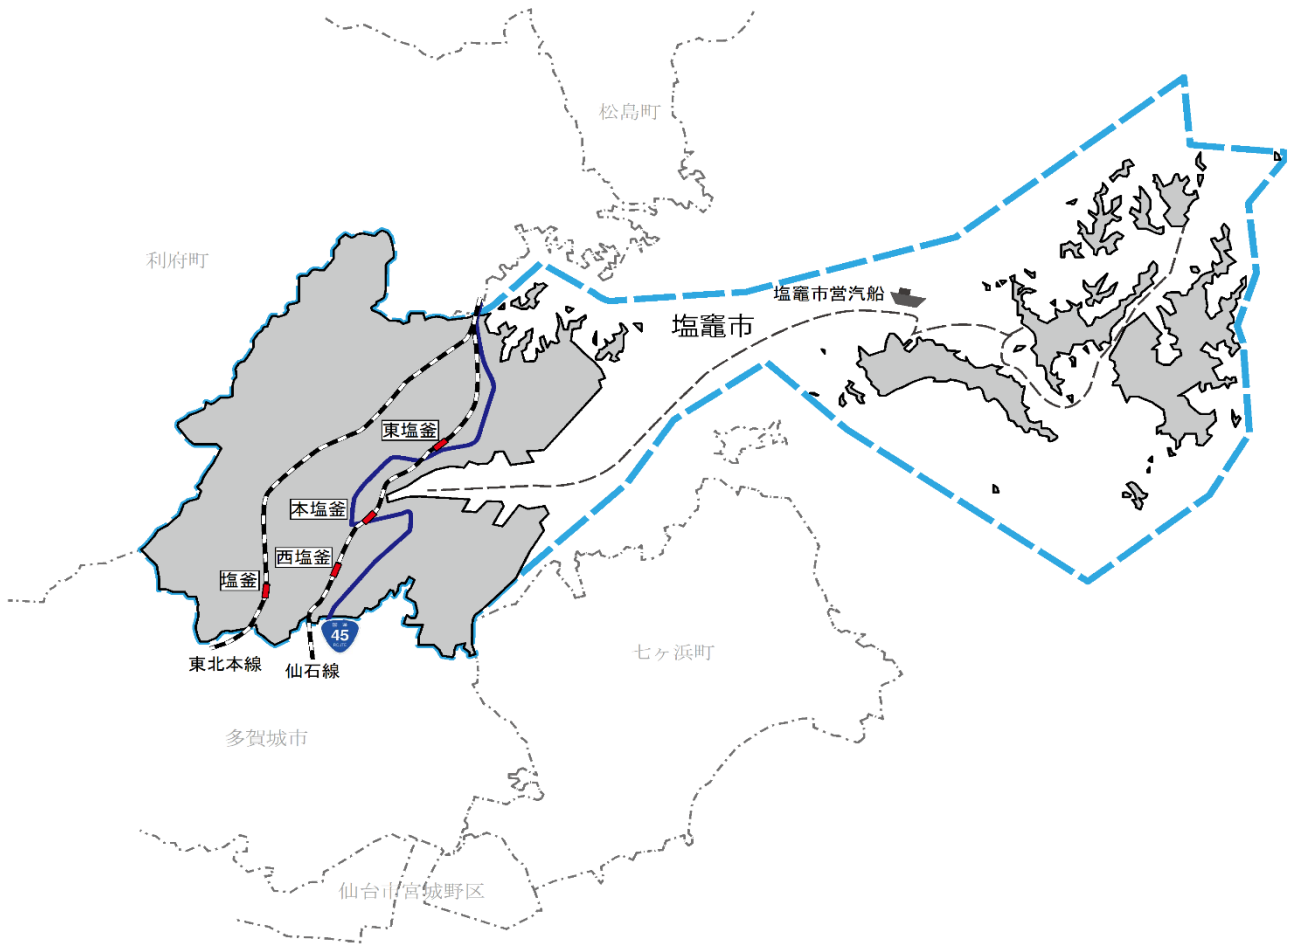 松島町
利府町
塩竈市営汽船
塩竈市
東塩釜
本塩釜
西塩釜
塩釜
45
東北本線
仙石線
七ヶ浜町
多賀城市
仙台市宮城野区